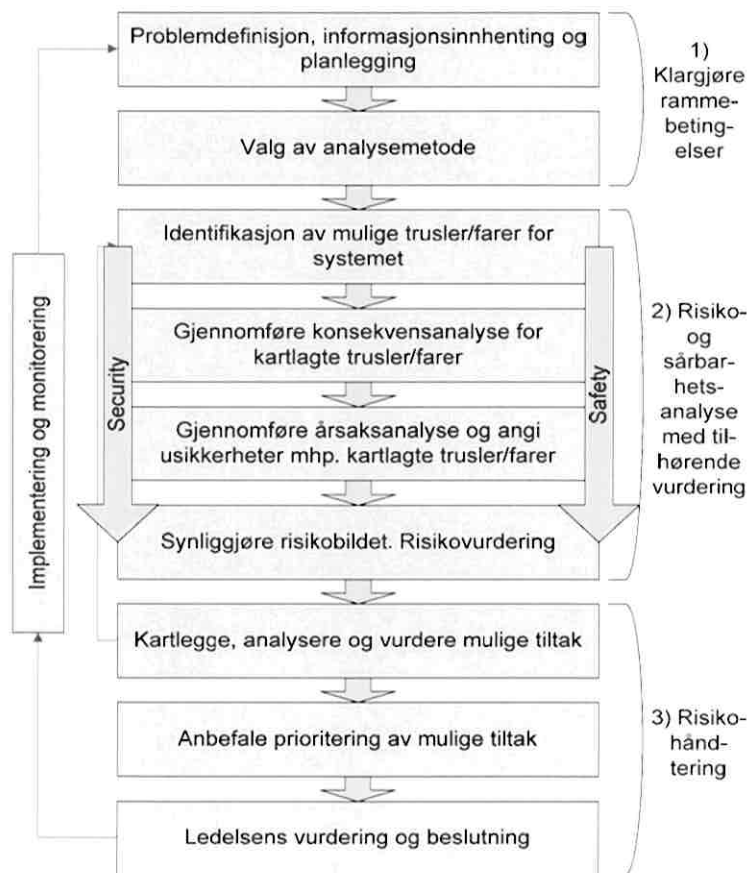 Problemdefinisjon, informasjonsinnhenting og
planlegging
Valg av analysemetode
1)
Klargjøre
ramme-
beting-
elser
Identifikasjon av mulige trusler/farer for
systemet
Gjennomføre konsekvensanalyse for
kartlagte trusler/farer
Gjennomføre årsaksanalyse og angi
usikkerheter mhp. kartlagte trusler/farer
Synliggjøre risikobildet. Risikovurdering
Security
Safety
2) Risiko-
og
sårbar-
hets-
analyse
med til-
hørende
vurdering
Implementering og monitorering
Kartlegge, analysere og vurdere mulige tiltak
Anbefale prioritering av mulige tiltak
Ledelsens vurdering og beslutning
3) Risiko-
hånd-
tering